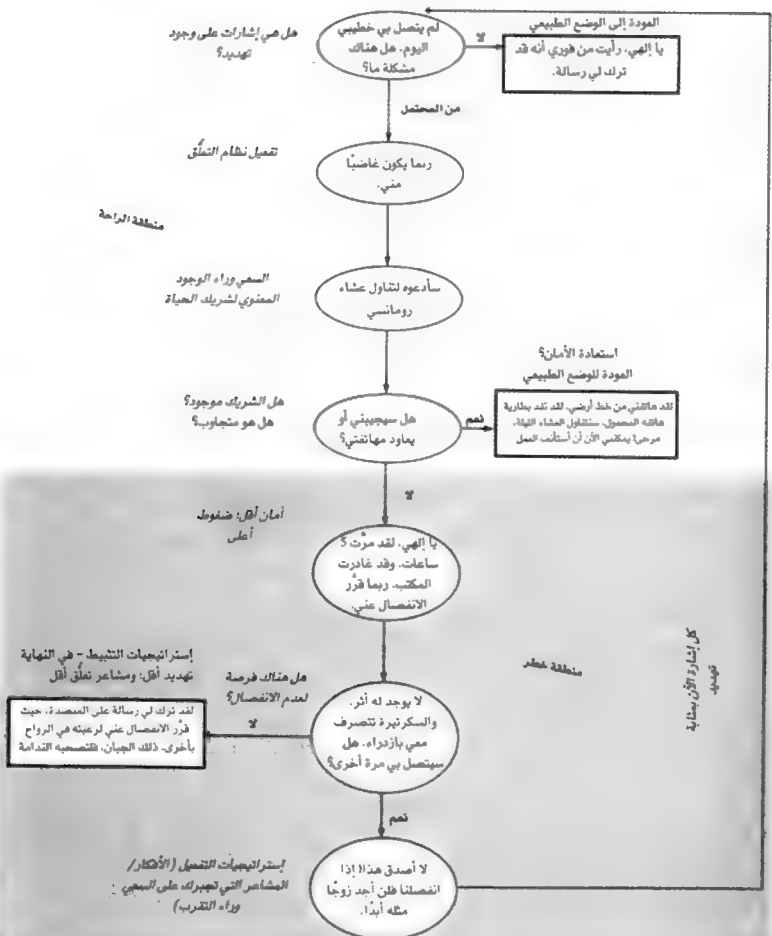 هل هي إشارات على وجود
تهديد؟
لم يتصل بي خطيبي
اليوم، هل هناك
مشكلة ما؟
لا
العودة إلى الوضع الطبيعي
يا إلهي، رأيت من فوري أنه قد
ترك لي رسالة.
من المحتمل
تفعيل نظام التعلُّق
ربما يكون غاضبًا
مني.
منطقة الراحة
السعي وراء الوجود
المعنوي لشريك الحياة
سأدعوه لتناول عشاء
رومانسي
استعادة الأمان؟
العودة للوضع الطبيعي
هل الشريك موجود؟
هل هو متجاوب؟
هل سيجيبني أو
يعاود مهاتفتي؟
نعم
لقد هاتفني من خط أرضي، لقد نفد بطارية
هاتفه المحمول، سنتناول العشاء الليلة،
مرحى! يمكنني الآن أن أستأنف العمل
لا
أمان أقل: ضغوط
أعلى
يا إلهي، لقد مرَّت 5
ساعات، وقد غادرت
المكتب، ربما قرَّر
الانفصال عني.
منطقة خطر
كل إشارة الآن بمثابة
تهديد
إستراتيجيات التثبيط – في النهاية
تهديد أقل: ومشاعر تعلُّق أقل
هل هناك فرصة
لعدم الانفصال؟
لا
لقد ترك لي رسالة على المنضدة، حيث
قرَّر الانفصال عني لرغبته في الزواج
بأخرى، ذلك الجبان، فلتصحبه الندامة
لا يوجد له أثر،
والسكرتيرة تتصرف
معي بازدراء، هل
سيتصل بي مرة أخرى؟
نعم
إستراتيجيات التفعيل (الأفكار/
المشاعر التي تجبرك على السعي
وراء التقرب)
لا أصدق هذا! إذا
انفصلنا فلن أجد زوجًا
مثله أبدًا.